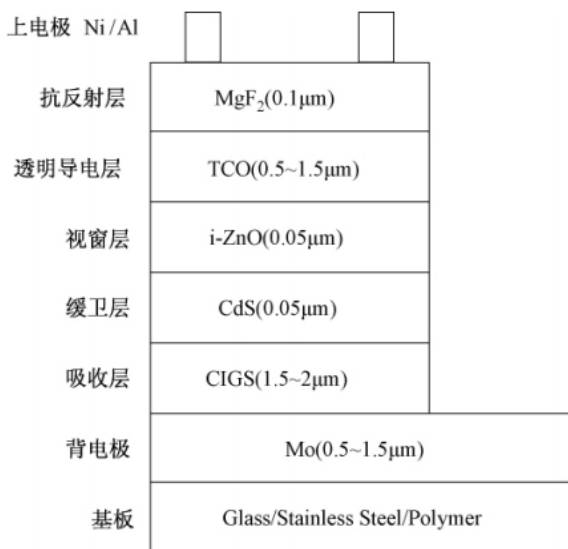 上电极 Ni/Al
抗反射层 MgF₂(0.1μm)
透明导电层 TCO(0.5~1.5μm)
视窗层 i-ZnO(0.05μm)
缓卫层 CdS(0.05μm)
吸收层 CIGS(1.5~2μm)
背电极 Mo(0.5~1.5μm)
基板 Glass/Stainless Steel/Polymer